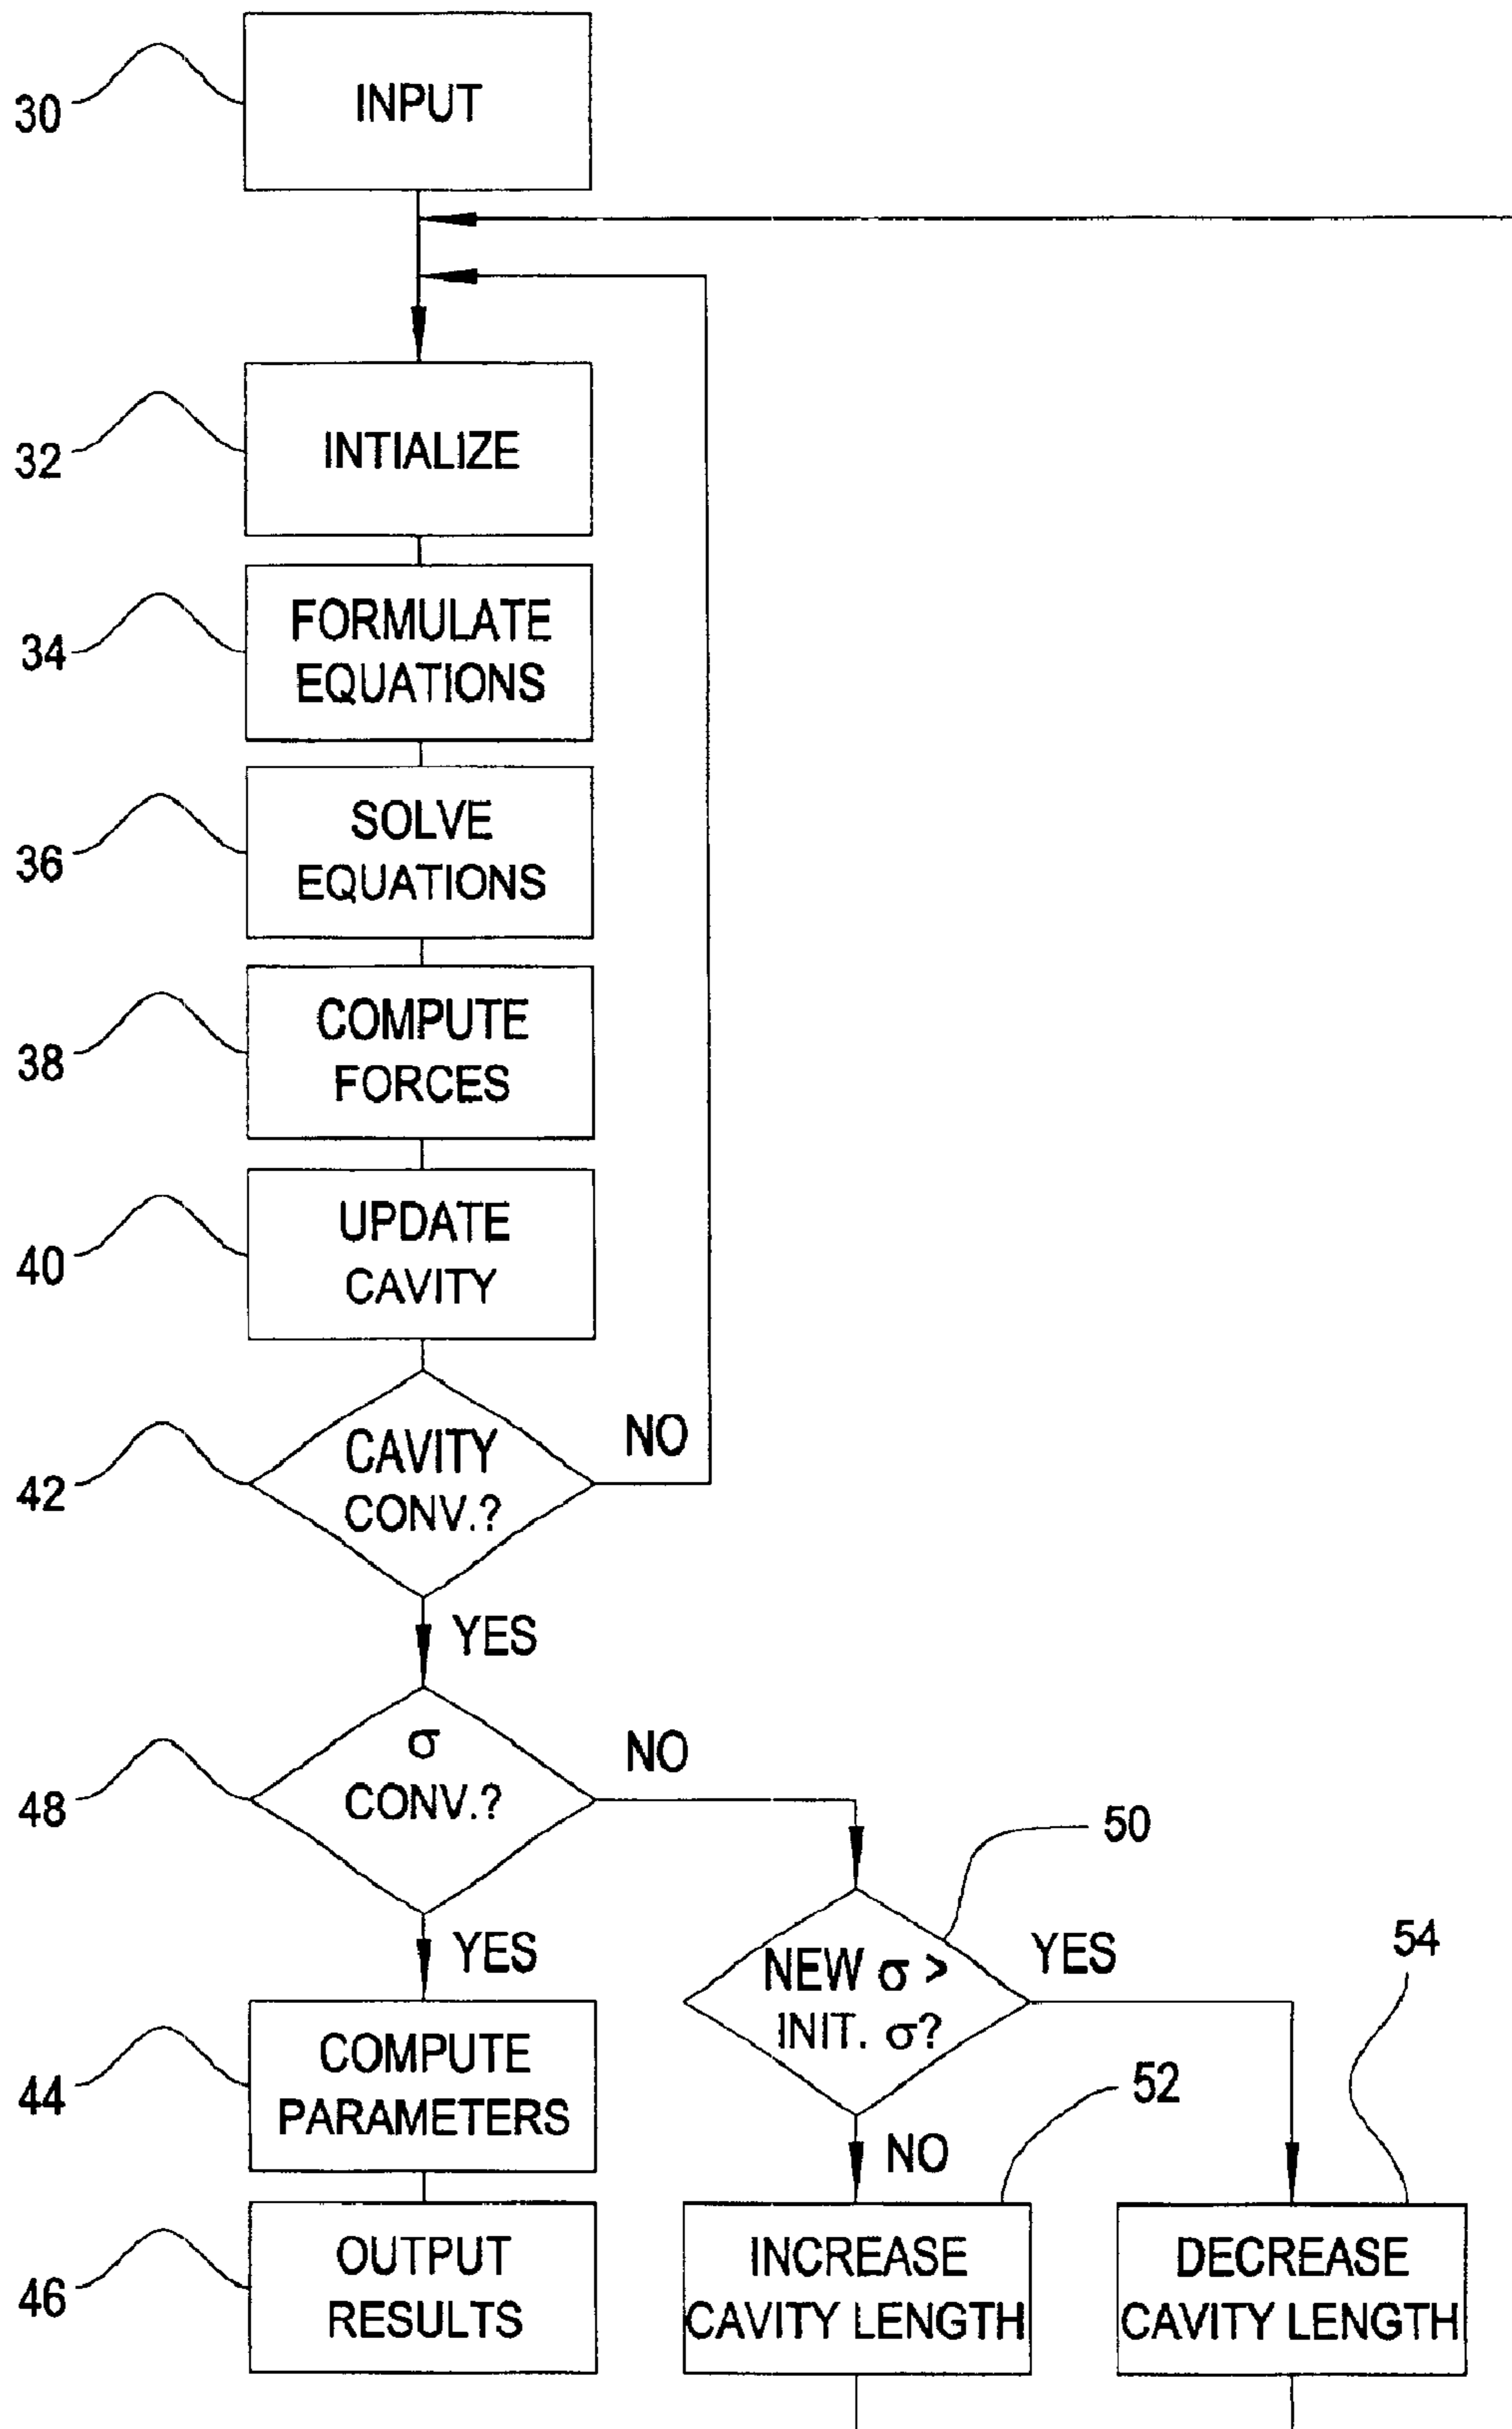 30
INPUT
32
INTIALIZE
34
FORMULATE
EQUATIONS
36
SOLVE
EQUATIONS
38
COMPUTE
FORCES
40
UPDATE
CAVITY
42
CAVITY
CONV.?
NO
YES
48
σ
CONV.?
NO
YES
50
NEW σ >
INIT. σ?
YES
NO
54
52
44
COMPUTE
PARAMETERS
46
OUTPUT
RESULTS
INCREASE
CAVITY LENGTH
DECREASE
CAVITY LENGTH